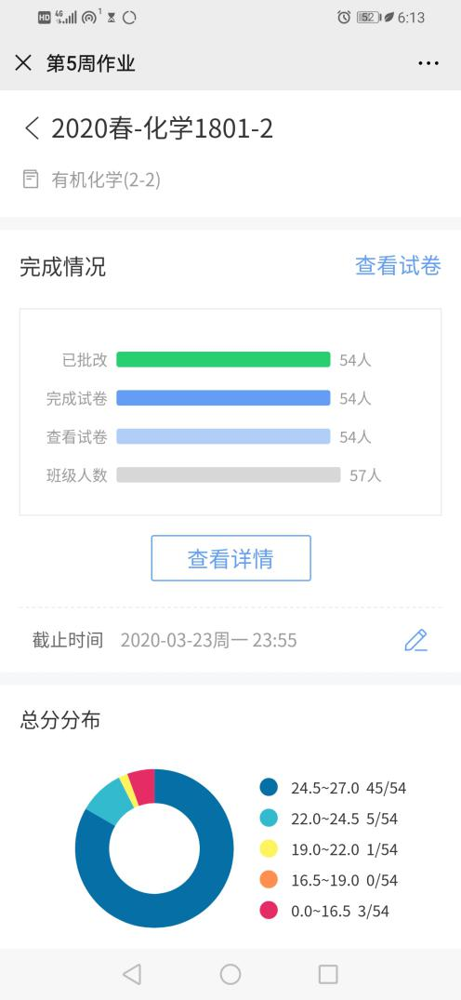 HD 4G 1 52 6:13
第5周作业
2020春-化学1801-2
有机化学(2-2)
完成情况 查看试卷
已批改 54人
完成试卷 54人
查看试卷 54人
班级人数 57人
查看详情
截止时间 2020-03-23周一 23:55
总分分布
24.5~27.0 45/54
22.0~24.5 5/54
19.0~22.0 1/54
16.5~19.0 0/54
0.0~16.5 3/54